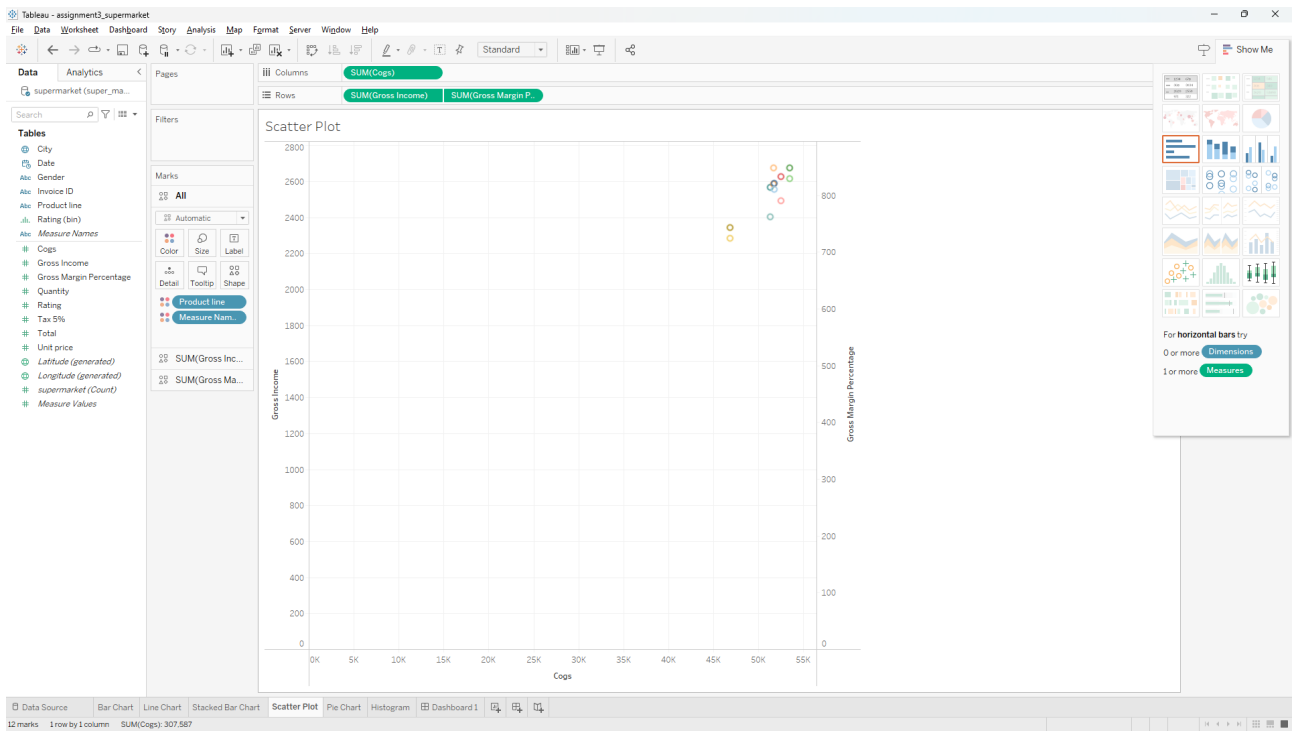 Tableau - assignment3_supermarket
File Data Worksheet Dashboard Story Analysis Map Format Server Window Help
Standard
Show Me
Data Analytics
supermarket (super_ma...
Search
Tables
City
Date
Abc Gender
Abc Invoice ID
Abc Product line
Rating (bin)
Abc Measure Names
Cogs
Gross Income
Gross Margin Percentage
Quantity
Rating
Tax 5%
Total
Unit price
Latitude (generated)
Longitude (generated)
supermarket (Count)
Measure Values
Pages
Filters
Marks
All
Automatic
Color Size Label
Detail Tooltip Shape
Product line
Measure Nam..
SUM(Gross Inc...
SUM(Gross Ma...
Columns SUM(Cogs)
Rows SUM(Gross Income) SUM(Gross Margin P..
Scatter Plot
2800
2600
2400
2200
2000
1800
1600
1400
1200
1000
800
600
400
200
0
Gross Income
800
700
600
500
400
300
200
100
0
Gross Margin Percentage
0K 5K 10K 15K 20K 25K 30K 35K 40K 45K 50K 55K
Cogs
For horizontal bars try
0 or more Dimensions
1 or more Measures
Data Source Bar Chart Line Chart Stacked Bar Chart Scatter Plot Pie Chart Histogram Dashboard 1
12 marks 1 row by 1 column SUM(Cogs): 307,587